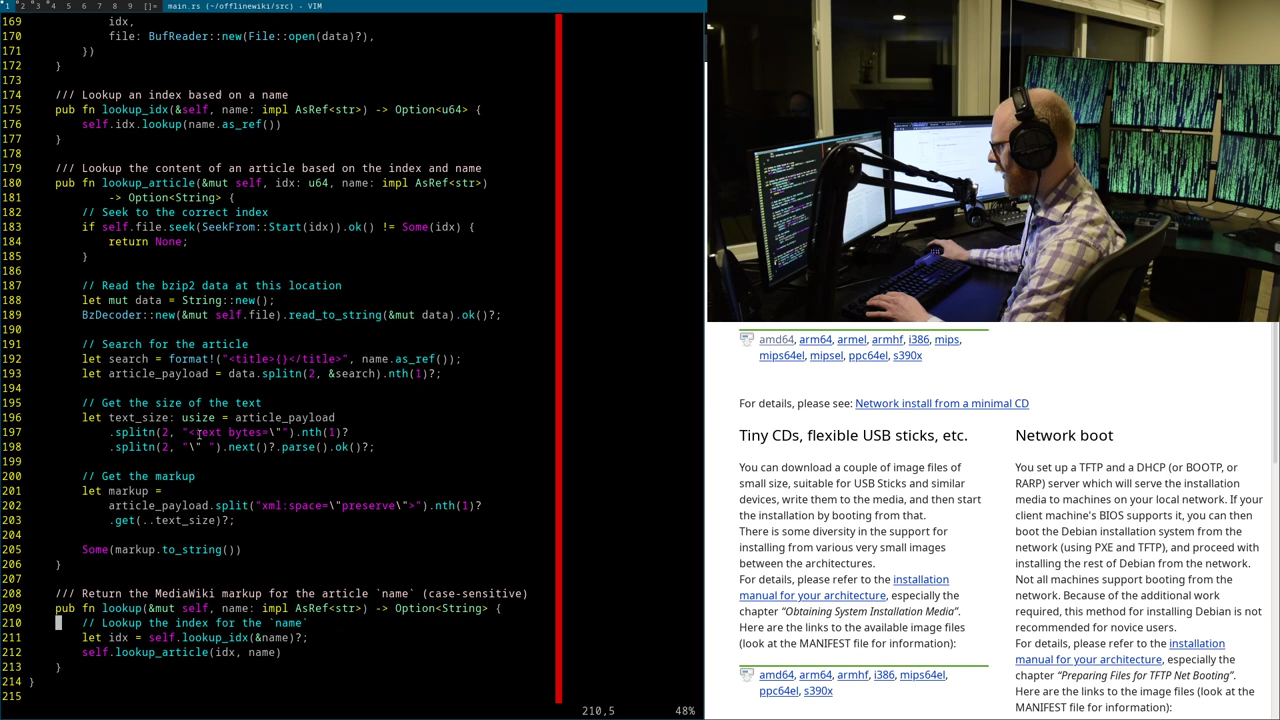 1 2 3 4 5 6 7 8 9 []= main.rs (~/offlinewiki/src) - VIM
169             idx,
170             file: BufReader::new(File::open(data)?),
171         })
172     }
173
174     /// Lookup an index based on a name
175     pub fn lookup_idx(&self, name: impl AsRef<str>) -> Option<u64> {
176         self.idx.lookup(name.as_ref())
177     }
178
179     /// Lookup the content of an article based on the index and name
180     pub fn lookup_article(&mut self, idx: u64, name: impl AsRef<str>)
181             -> Option<String> {
182         // Seek to the correct index
183         if self.file.seek(SeekFrom::Start(idx)).ok() != Some(idx) {
184             return None;
185         }
186
187         // Read the bzip2 data at this location
188         let mut data = String::new();
189         BzDecoder::new(&mut self.file).read_to_string(&mut data).ok()?;
190
191         // Search for the article
192         let search = format!("<title>{}</title>", name.as_ref());
193         let article_payload = data.splitn(2, &search).nth(1)?;
194
195         // Get the size of the text
196         let text_size: usize = article_payload
197             .splitn(2, "<text bytes=\"").nth(1)?
198             .splitn(2, "\" ").next()?.parse().ok()?;
199
200         // Get the markup
201         let markup =
202             article_payload.split("xml:space=\"preserve\">").nth(1)?
203             .get(..text_size)?;
204
205         Some(markup.to_string())
206     }
207
208     /// Return the MediaWiki markup for the article `name` (case-sensitive)
209     pub fn lookup(&mut self, name: impl AsRef<str>) -> Option<String> {
210         // Lookup the index for the `name`
211         let idx = self.lookup_idx(&name)?;
212         self.lookup_article(idx, name)
213     }
214 }
215
210,5 48%
amd64, arm64, armel, armhf, i386, mips,
mips64el, mipsel, ppc64el, s390x
For details, please see: Network install from a minimal CD
Tiny CDs, flexible USB sticks, etc.
You can download a couple of image files of
small size, suitable for USB Sticks and similar
devices, write them to the media, and then start
the installation by booting from that.
There is some diversity in the support for
installing from various very small images
between the architectures.
For details, please refer to the installation
manual for your architecture, especially the
chapter “Obtaining System Installation Media”.
Here are the links to the available image files
(look at the MANIFEST file for information):
amd64, arm64, armhf, i386, mips64el,
ppc64el, s390x
Network boot
You set up a TFTP and a DHCP (or BOOTP, or
RARP) server which will serve the installation
media to machines on your local network. If your
client machine's BIOS supports it, you can then
boot the Debian installation system from the
network (using PXE and TFTP), and proceed with
installing the rest of Debian from the network.
Not all machines support booting from the
network. Because of the additional work
required, this method for installing Debian is not
recommended for novice users.
For details, please refer to the installation
manual for your architecture, especially the
chapter “Preparing Files for TFTP Net Booting”.
Here are the links to the image files (look at the
MANIFEST file for information):